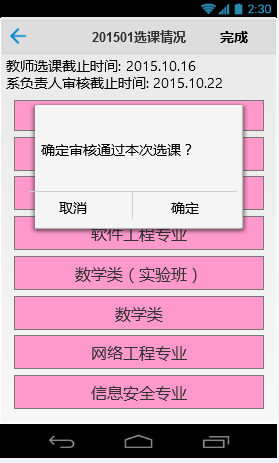 2:30
201501选课情况 完成
教师选课截止时间: 2015.10.16
系负责人审核截止时间: 2015.10.22
确定审核通过本次选课？
取消 确定
软件工程专业
数学类（实验班）
数学类
网络工程专业
信息安全专业